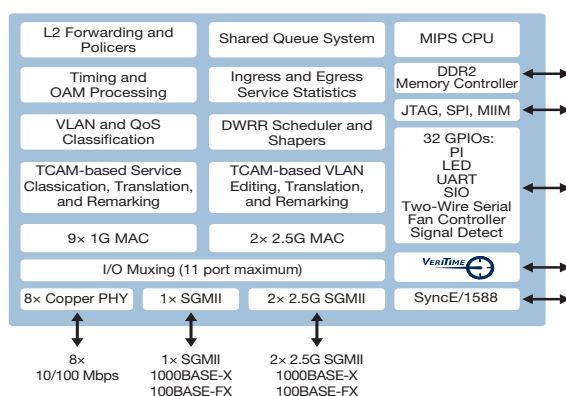 L2 Forwarding and
Policers
Shared Queue System
MIPS CPU
Timing and
OAM Processing
Ingress and Egress
Service Statistics
DDR2
Memory Controller
JTAG, SPI, MIIM
VLAN and QoS
Classification
DWRR Scheduler and
Shapers
32 GPIOs:
PI
LED
UART
SIO
Two-Wire Serial
Fan Controller
Signal Detect
TCAM-based Service
Classication, Translation,
and Remarking
TCAM-based VLAN
Editing, Translation,
and Remarking
9× 1G MAC
2× 2.5G MAC
I/O Muxing (11 port maximum)
VERITIME
8× Copper PHY
1× SGMII
2× 2.5G SGMII
SyncE/1588
8×
10/100 Mbps
1× SGMII
1000BASE-X
100BASE-FX
2× 2.5G SGMII
1000BASE-X
100BASE-FX